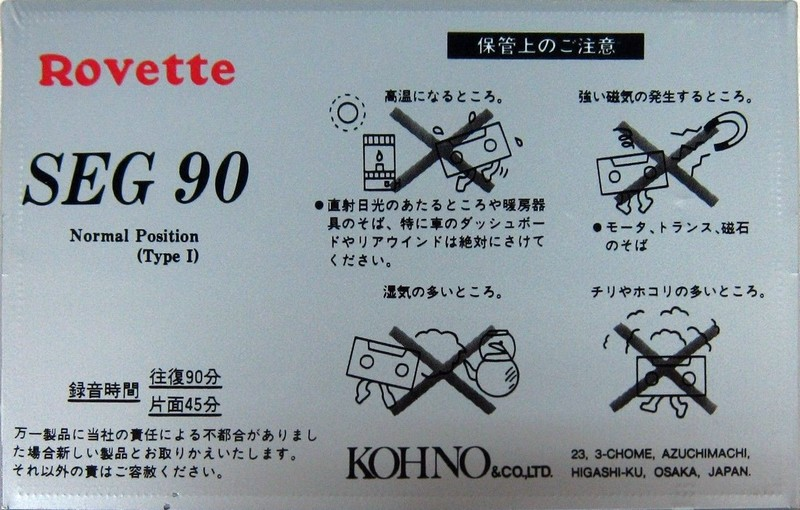 Rovette
SEG 90
Normal Position
(Type I)
録音時間
往復90分
片面45分
万一製品に当社の責任による不都合がありまし
た場合新しい製品とお取りかえいたします。
それ以外の責はご容赦ください。
保管上のご注意
高温になるところ。
●直射日光のあたるところや暖房器
具のそば、特に車のダッシュボー
ドやリアウインドは絶対にさけて
ください。
強い磁気の発生するところ。
●モータ、トランス、磁石
のそば
湿気の多いところ。
チリやホコリの多いところ。
KOHNO &CO.,LTD.
23, 3-CHOME, AZUCHIMACHI,
HIGASHI-KU, OSAKA, JAPAN.